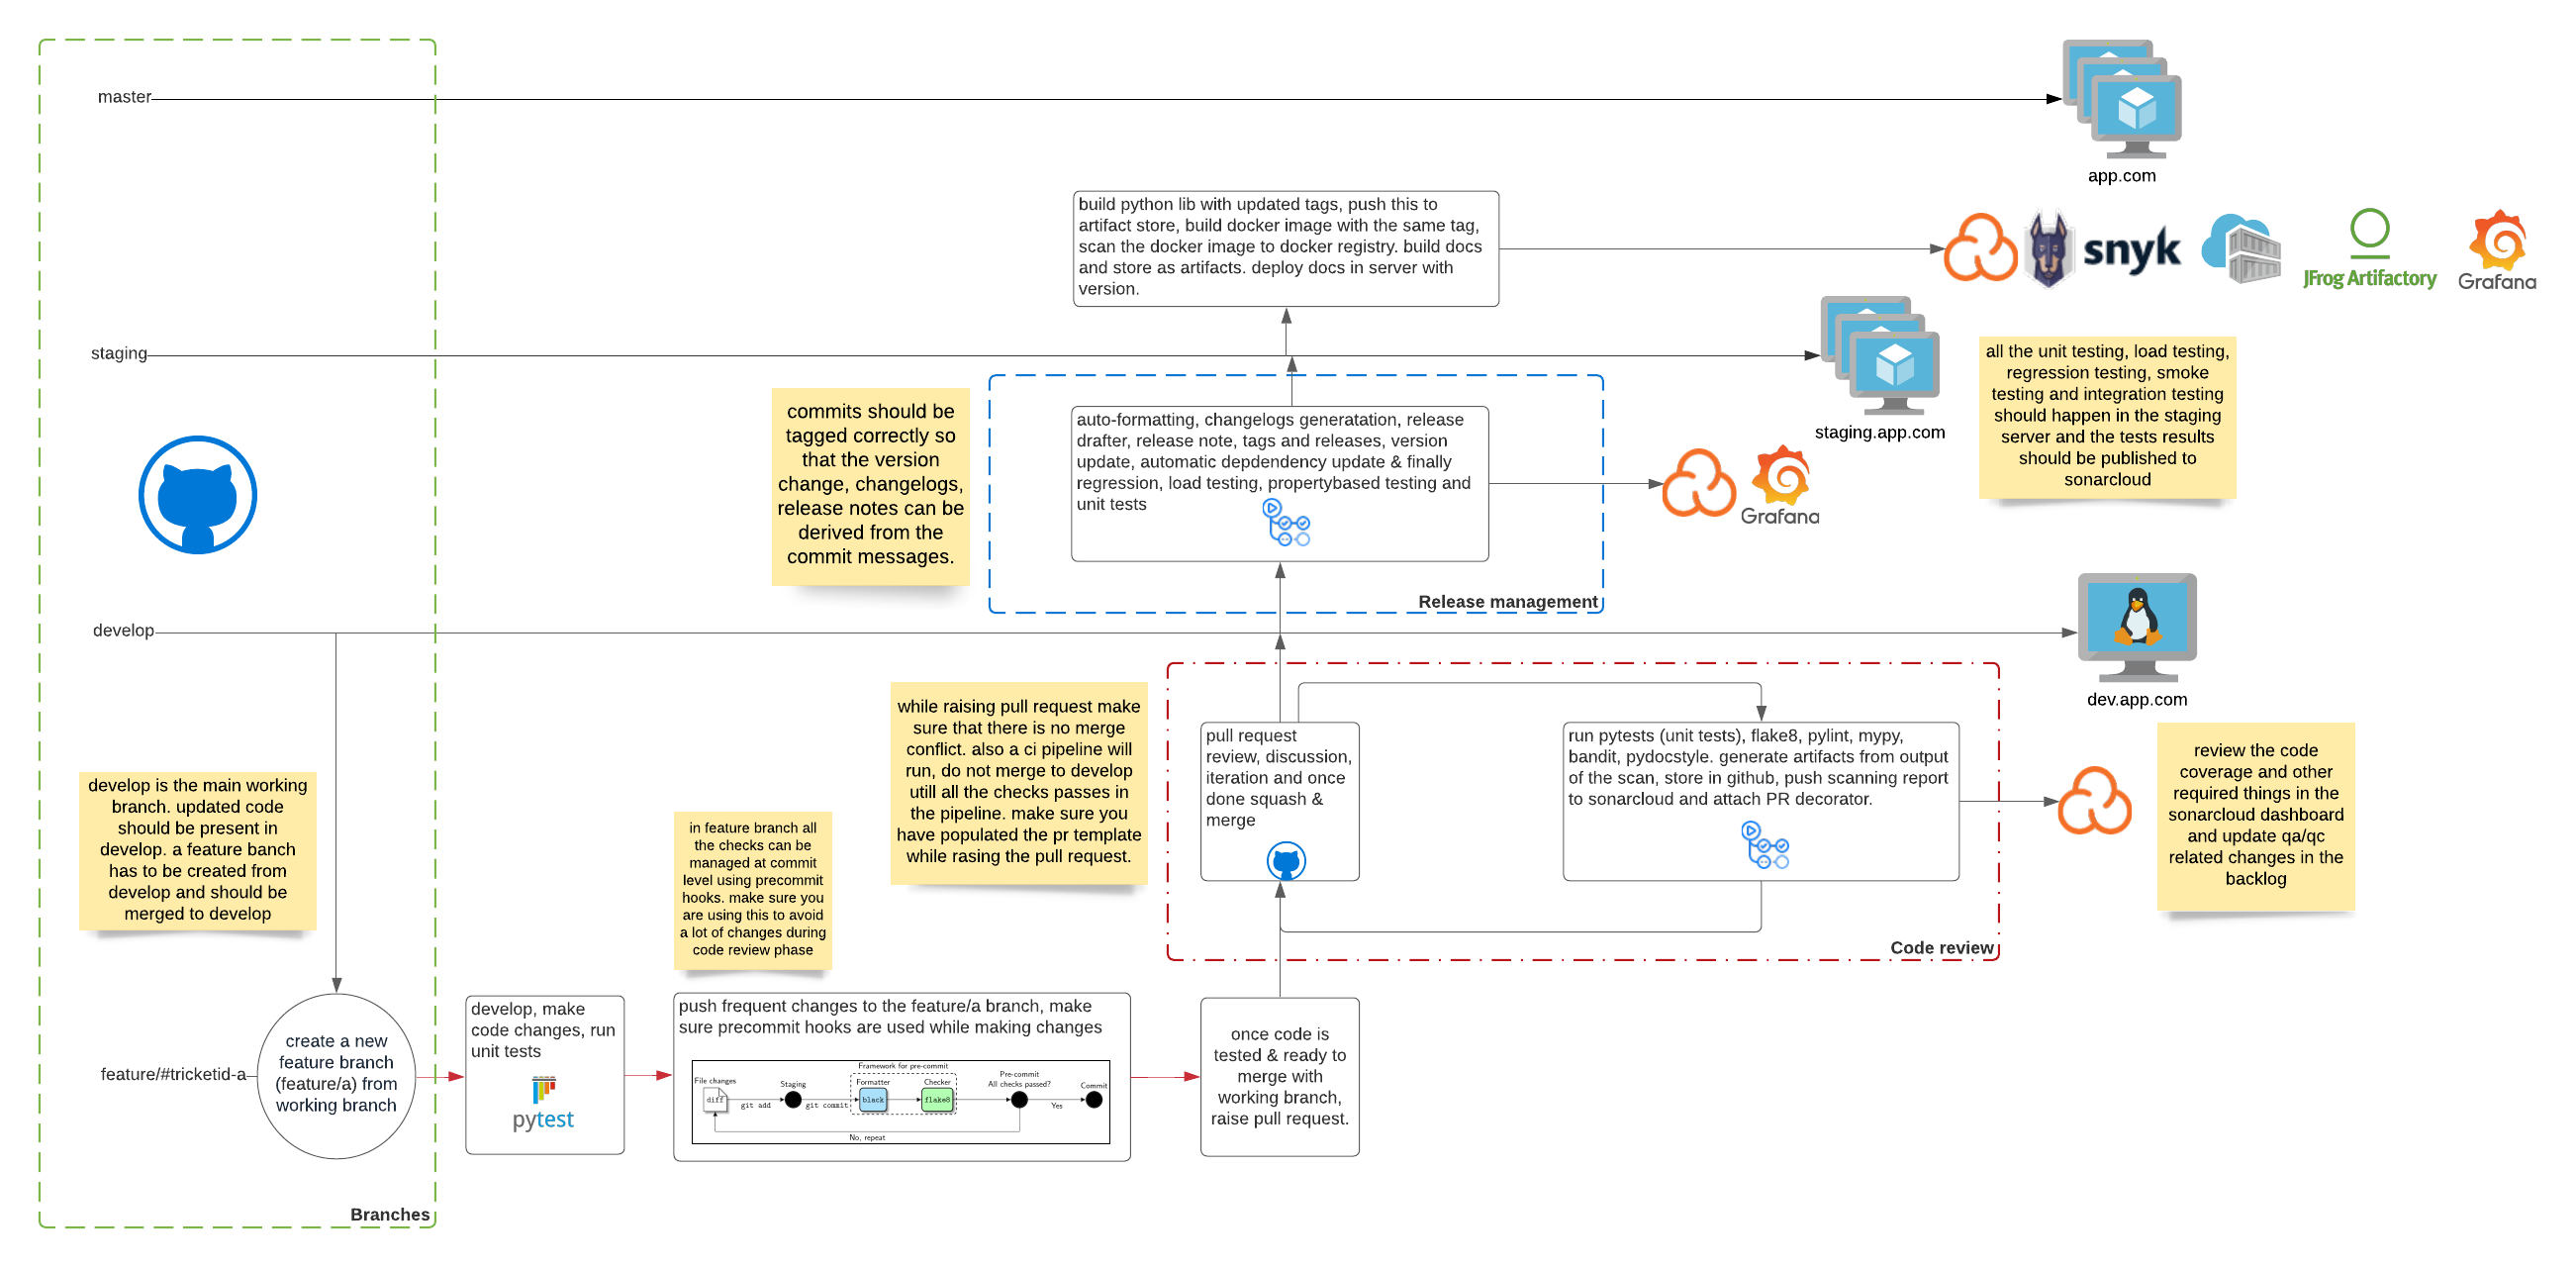 master
app.com
build python lib with updated tags, push this to
artifact store, build docker image with the same tag,
scan the docker image to docker registry. build docs
and store as artifacts. deploy docs in server with
version.
snyk
JFrog Artifactory
Grafana
staging
staging.app.com
all the unit testing, load testing,
regression testing, smoke
testing and integration testing
should happen in the staging
server and the tests results
should be published to
sonarcloud
commits should be
tagged correctly so
that the version
change, changelogs,
release notes can be
derived from the
commit messages.
auto-formatting, changelogs generatation, release
drafter, release note, tags and releases, version
update, automatic depdendency update & finally
regression, load testing, propertybased testing and
unit tests
Grafana
Release management
develop
dev.app.com
develop is the main working
branch. updated code
should be present in
develop. a feature banch
has to be created from
develop and should be
merged to develop
in feature branch all
the checks can be
managed at commit
level using precommit
hooks. make sure you
are using this to avoid
a lot of changes during
code review phase
while raising pull request make
sure that there is no merge
conflict. also a ci pipeline will
run, do not merge to develop
utill all the checks passes in
the pipeline. make sure you
have populated the pr template
while rasing the pull request.
pull request
review, discussion,
iteration and once
done squash &
merge
run pytests (unit tests), flake8, pylint, mypy,
bandit, pydocstyle. generate artifacts from output
of the scan, store in github, push scanning report
to sonarcloud and attach PR decorator.
Code review
review the code
coverage and other
required things in the
sonarcloud dashboard
and update qa/qc
related changes in the
backlog
feature/#tricketid-a
create a new
feature branch
(feature/a) from
working branch
develop, make
code changes, run
unit tests
pytest
push frequent changes to the feature/a branch, make
sure precommit hooks are used while making changes
Framework for pre-commit
File changes
Staging
Formatter
Checker
Pre-commit
All checks passed?
Commit
diff
git add
git commit
black
flake8
Yes
No, repeat
once code is
tested & ready to
merge with
working branch,
raise pull request.
Branches